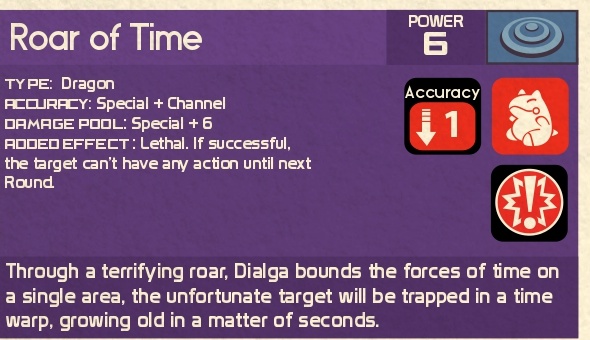 Roar of Time
POWER
6
TYPE: Dragon
ACCURACY: Special + Channel
DAMAGE POOL: Special + 6
ADDED EFFECT: Lethal. If successful,
the target can't have any action until next
Round.
Accuracy
1
Through a terrifying roar, Dialga bounds the forces of time on
a single area, the unfortunate target will be trapped in a time
warp, growing old in a matter of seconds.